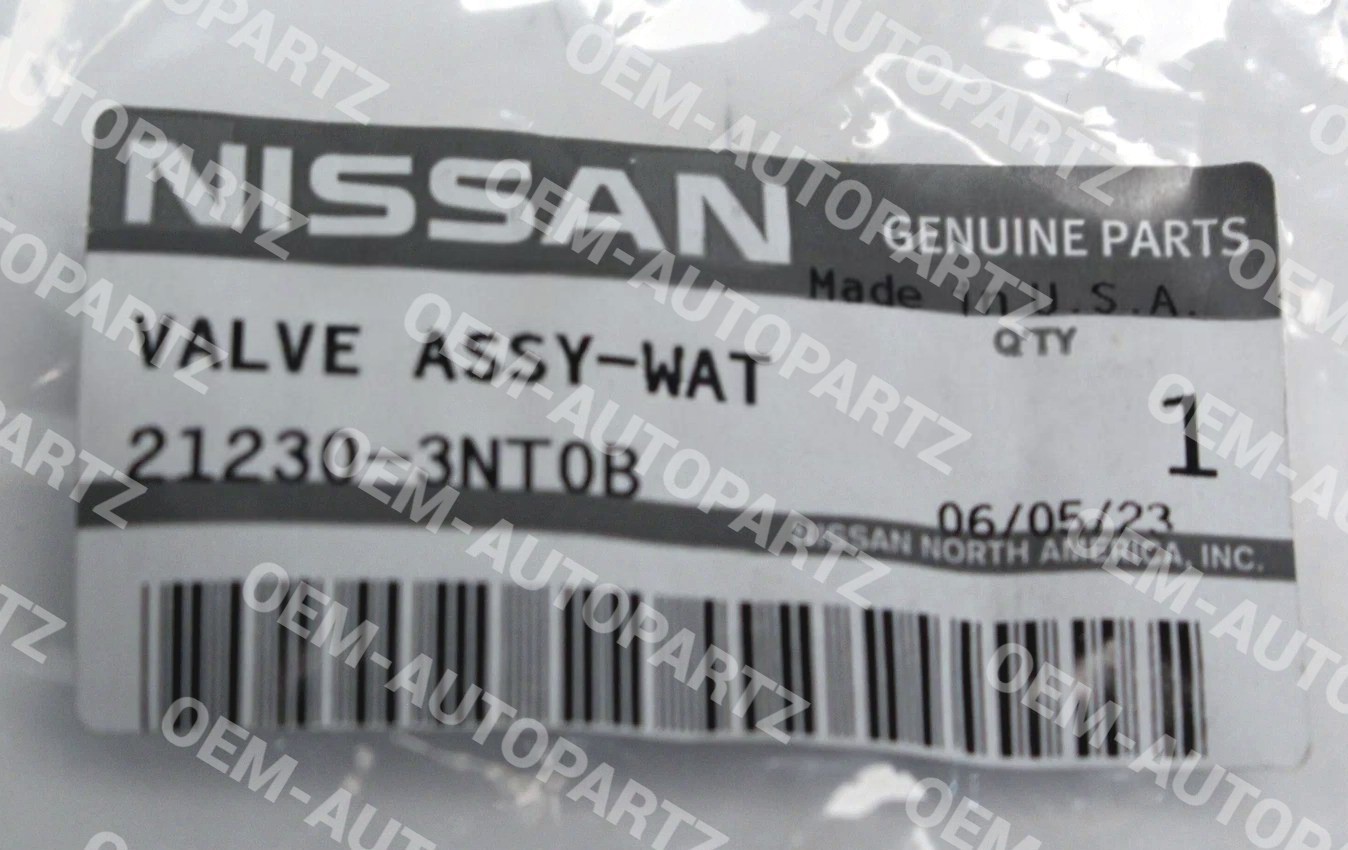 NISSAN
GENUINE PARTS
Made in U.S.A.
VALVE ASSY-WAT
QTY
1
21230-3NT0B
06/05/23
NISSAN NORTH AMERICA, INC.
OEM-AUTOPARTZ